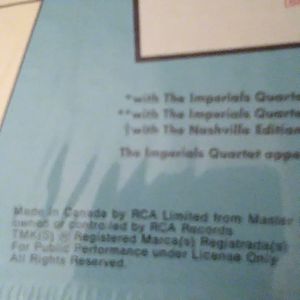 *with The Imperials Quarte
**with The Imperials Quarte
†with The Nashville Edition
The Imperials Quartet appe
Made in Canada by RCA Limited from Master
owned or controlled by RCA Records
TMK(S) ® Registered Marca(s) Registrada(s)
For Public Performance under License Only
All Rights Reserved.